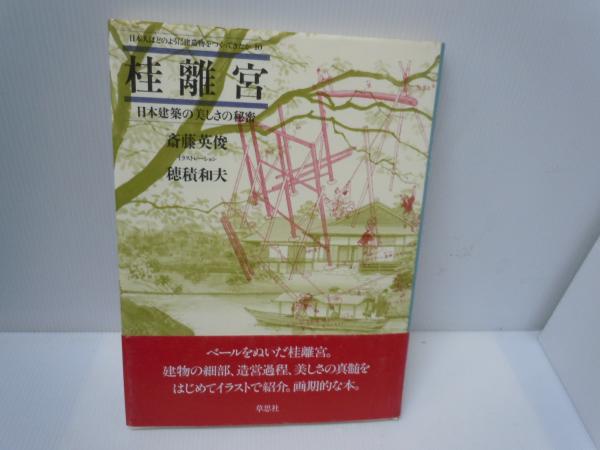 日本人はどのように建造物をつくってきたか 10
桂離宮
日本建築の美しさの秘密
斎藤英俊
イラストレーション
穂積和夫
ベールをぬいだ桂離宮。
建物の細部、造営過程、美しさの真髄を
はじめてイラストで紹介。画期的な本。
草思社